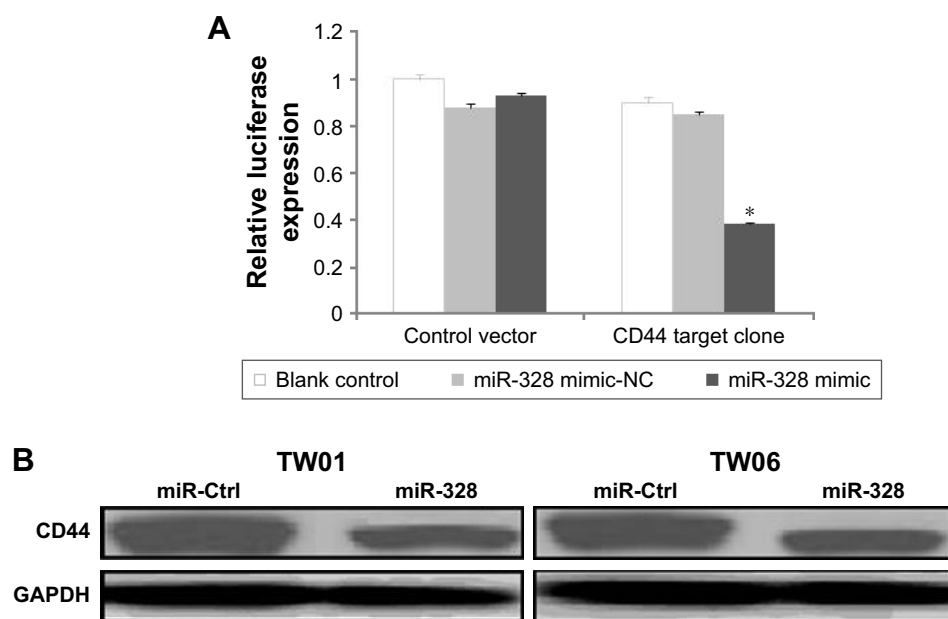 A
Relative luciferase
expression
1.2
1
0.8
0.6
0.4
0.2
0
*
Control vector
CD44 target clone
Blank control
miR-328 mimic-NC
miR-328 mimic
B
TW01
TW06
miR-Ctrl
miR-328
miR-Ctrl
miR-328
CD44
GAPDH